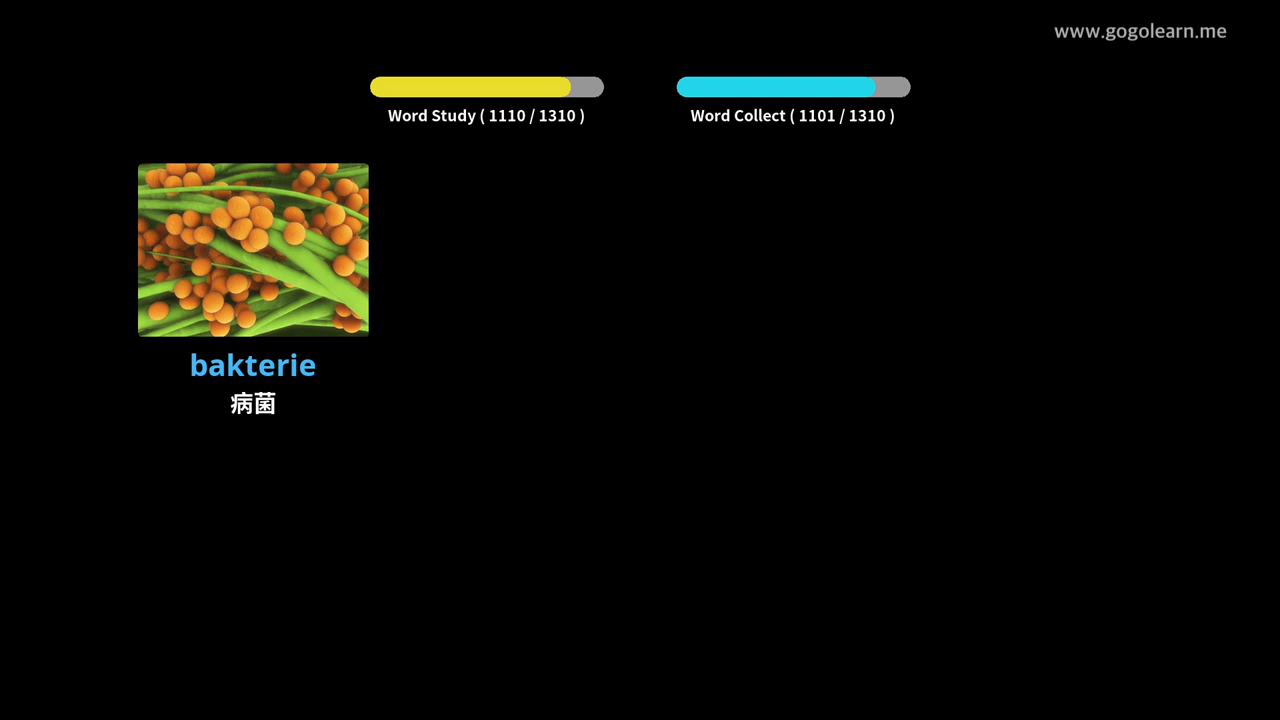 www.gogolearn.me
Word Study ( 1110 / 1310 )
Word Collect ( 1101 / 1310 )
bakterie
病菌